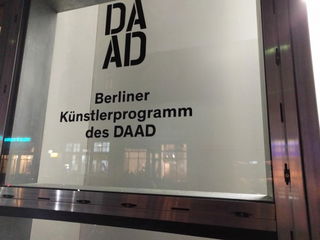 DA
AD
Berliner
Künstlerprogramm
des DAAD